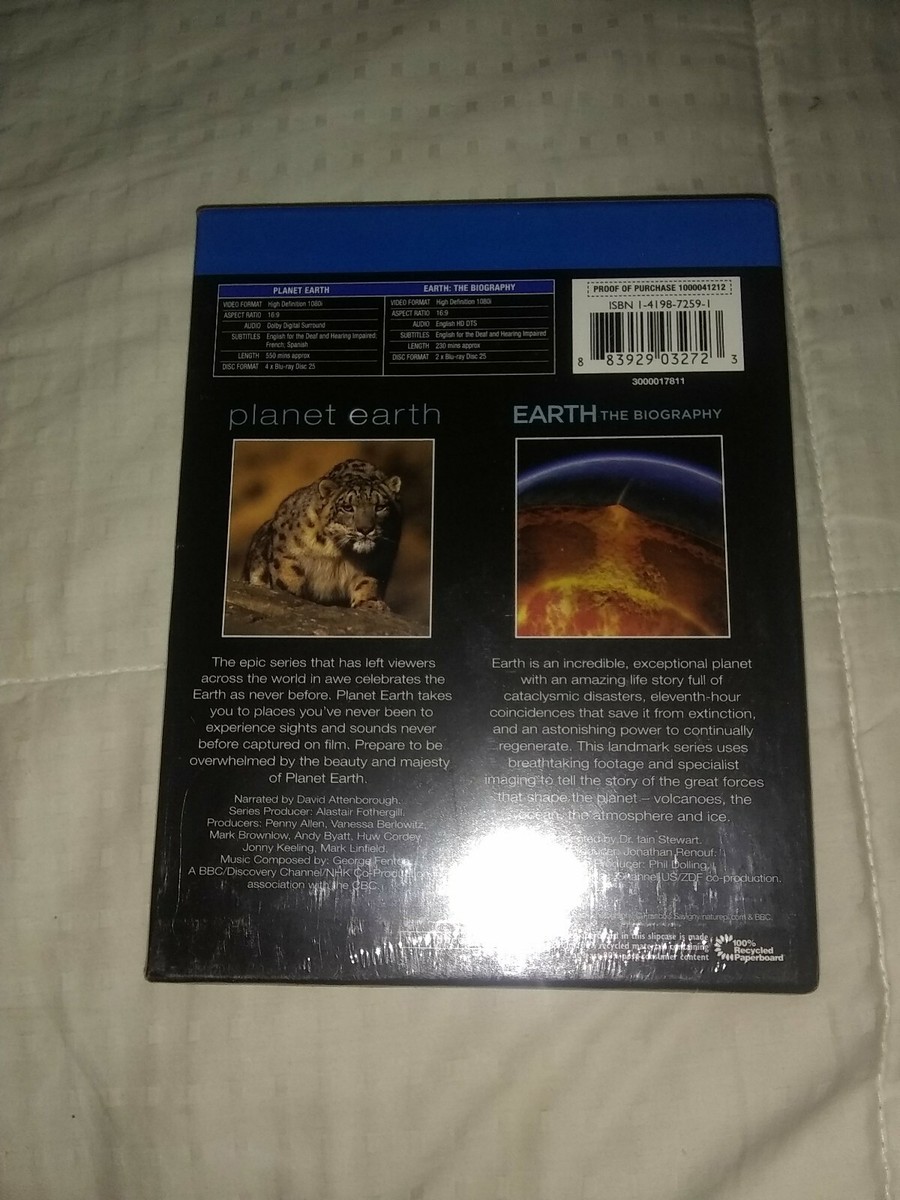 PLANET EARTH
VIDEO FORMAT High Definition 1080i
ASPECT RATIO 16:9
AUDIO Dolby Digital Surround
SUBTITLES English for the Deaf and Hearing Impaired,
French, Spanish
LENGTH 550 mins approx
DISC FORMAT 4 x Blu-ray Disc 25
EARTH: THE BIOGRAPHY
VIDEO FORMAT High Definition 1080i
ASPECT RATIO 16:9
AUDIO English HD DTS
SUBTITLES English for the Deaf and Hearing Impaired
LENGTH 230 mins approx
DISC FORMAT 2 x Blu-ray Disc 25
PROOF OF PURCHASE 1000041212
ISBN 1-4198-7259-1
8 83929 03272 3
3000017811
planet earth
The epic series that has left viewers
across the world in awe celebrates the
Earth as never before. Planet Earth takes
you to places you've never been to
experience sights and sounds never
before captured on film. Prepare to be
overwhelmed by the beauty and majesty
of Planet Earth.
Narrated by David Attenborough.
Series Producer: Alastair Fothergill.
Producers: Penny Allen, Vanessa Berlowitz,
Mark Brownlow, Andy Byatt, Huw Cordey,
Jonny Keeling, Mark Linfield.
Music Composed by: George
A BBC/Discovery Channel/NHK
association with the CBC.
EARTH THE BIOGRAPHY
Earth is an incredible, exceptional planet
with an amazing life story full of
cataclysmic disasters, eleventh-hour
coincidences that save it from extinction,
and an astonishing power to continually
regenerate. This landmark series uses
breathtaking footage and specialist
imaging to tell the story of the great forces
that shape the planet – volcanoes, the
ocean, the atmosphere and ice.
by Dr. Iain Stewart.
Jonathan Renouf.
Producer: Phil Dolling.
Channel US/ZDF co-production.
& BBC.
in this slipcase is made
recycled materials containing
consumer content
100%
Recycled
Paperboard